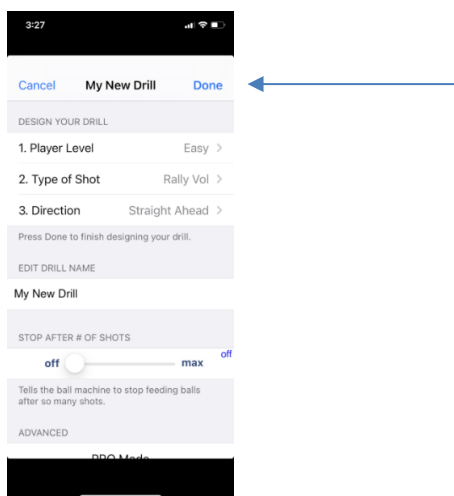 3:27
Cancel My New Drill Done
DESIGN YOUR DRILL
1. Player Level Easy >
2. Type of Shot Rally Vol >
3. Direction Straight Ahead >
Press Done to finish designing your drill.
EDIT DRILL NAME
My New Drill
STOP AFTER # OF SHOTS
off max off
Tells the ball machine to stop feeding balls
after so many shots.
ADVANCED
PRO Mode